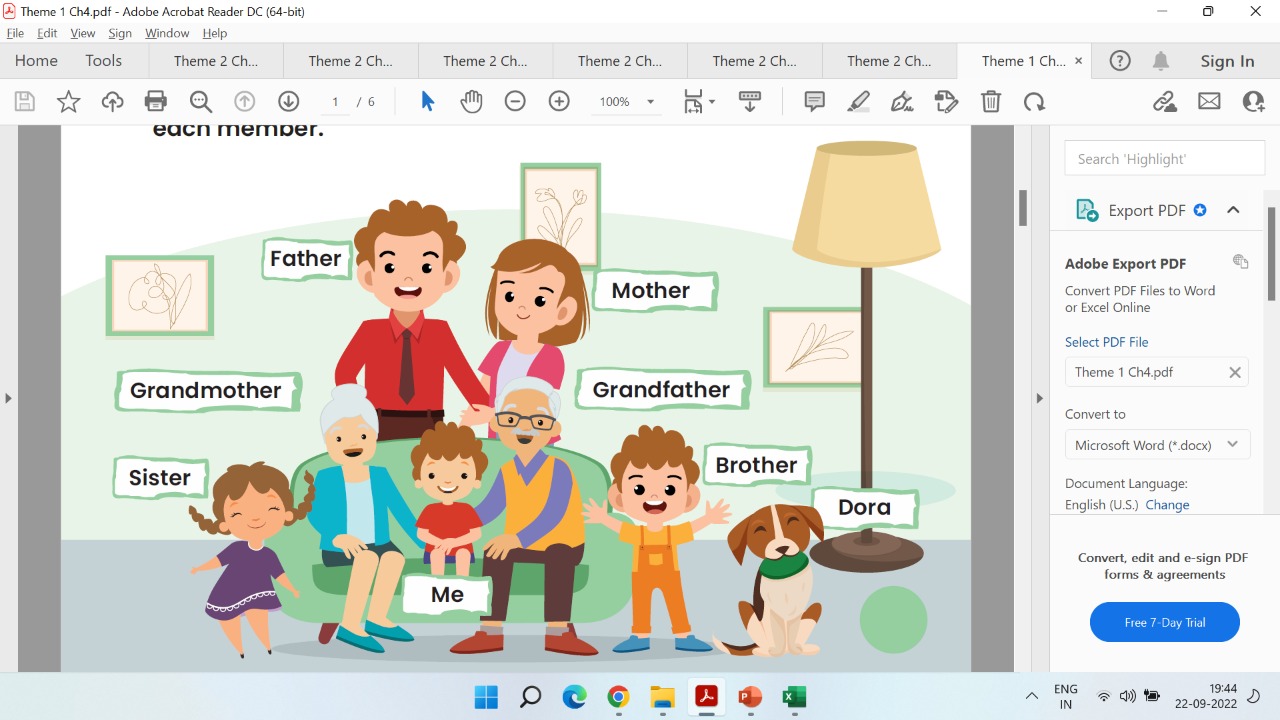 Theme 1 Ch4.pdf - Adobe Acrobat Reader DC (64-bit)
File Edit View Sign Window Help
Home Tools Theme 2 Ch... Theme 2 Ch... Theme 2 Ch... Theme 2 Ch... Theme 2 Ch... Theme 2 Ch... Theme 1 Ch... × Sign In
1 / 6 100%
each member.
Father
Mother
Grandmother
Grandfather
Sister
Brother
Dora
Me
Search 'Highlight'
Export PDF
Adobe Export PDF
Convert PDF Files to Word
or Excel Online
Select PDF File
Theme 1 Ch4.pdf
Convert to
Microsoft Word (*.docx)
Document Language:
English (U.S.) Change
Convert, edit and e-sign PDF
forms & agreements
Free 7-Day Trial
ENG
IN
19:44
22-09-2022